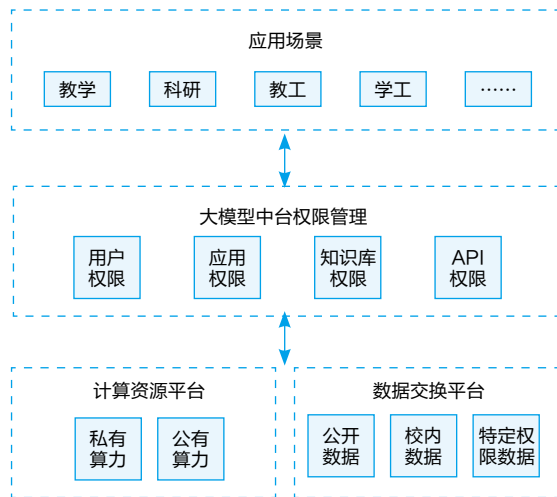 应用场景
教学 科研 教工 学工 ……
大模型中台权限管理
用户 应用 知识库 API
权限 权限 权限 权限
计算资源平台 数据交换平台
私有 公有 公开 校内 特定权
算力 算力 数据 数据 限数据